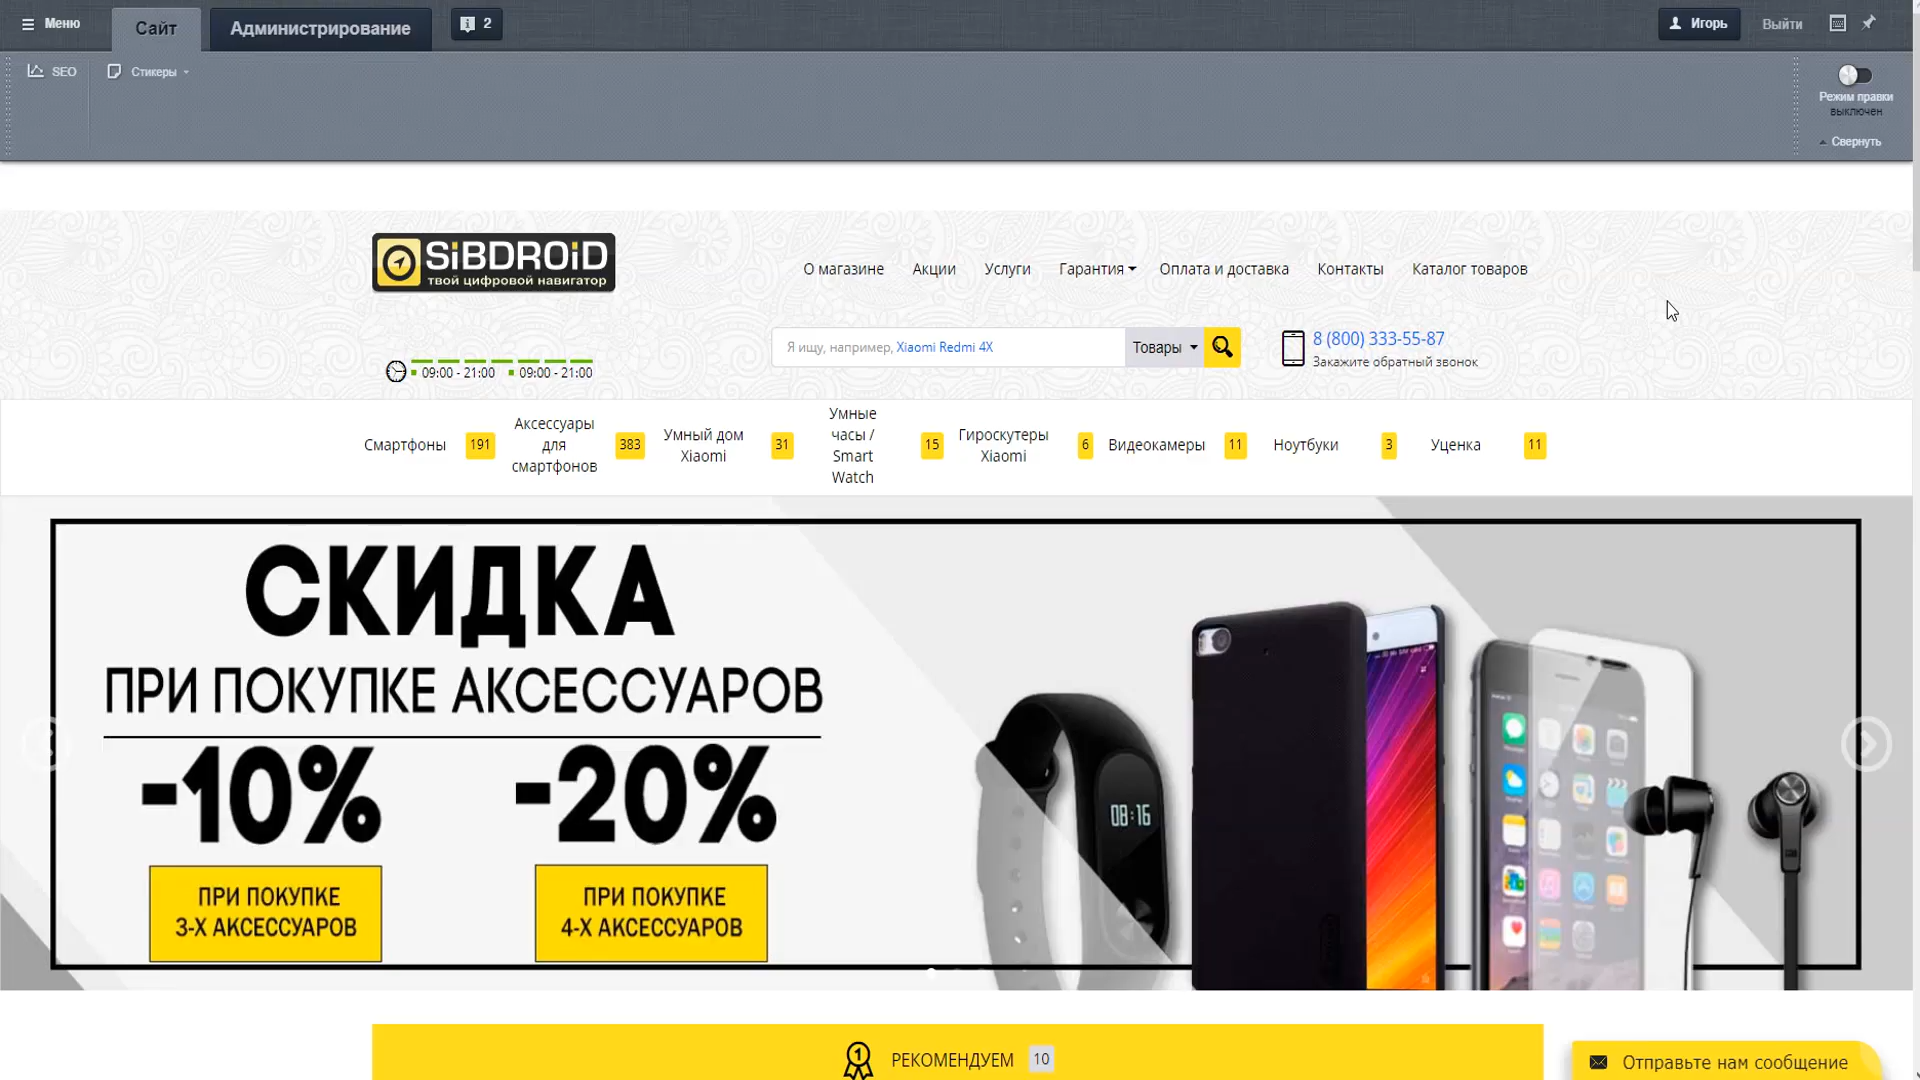 Меню
Сайт
Администрирование
2
Игорь
Выйти
SEO
Стикеры
Режим правки
выключен
Свернуть
SiBDROiD
твой цифровой навигатор
О магазине
Акции
Услуги
Гарантия
Оплата и доставка
Контакты
Каталог товаров
Я ищу, например, Xiaomi Redmi 4X
Товары
8 (800) 333-55-87
Закажите обратный звонок
09:00 - 21:00
09:00 - 21:00
Смартфоны
191
Аксессуары
для
смартфонов
383
Умный дом
Xiaomi
31
Умные
часы /
Smart
Watch
15
Гироскутеры
Xiaomi
6
Видеокамеры
11
Ноутбуки
3
Уценка
11
СКИДКА
ПРИ ПОКУПКЕ АКСЕССУАРОВ
-10%
-20%
ПРИ ПОКУПКЕ
3-Х АКСЕССУАРОВ
ПРИ ПОКУПКЕ
4-Х АКСЕССУАРОВ
08:16
РЕКОМЕНДУЕМ
10
Отправьте нам сообщение